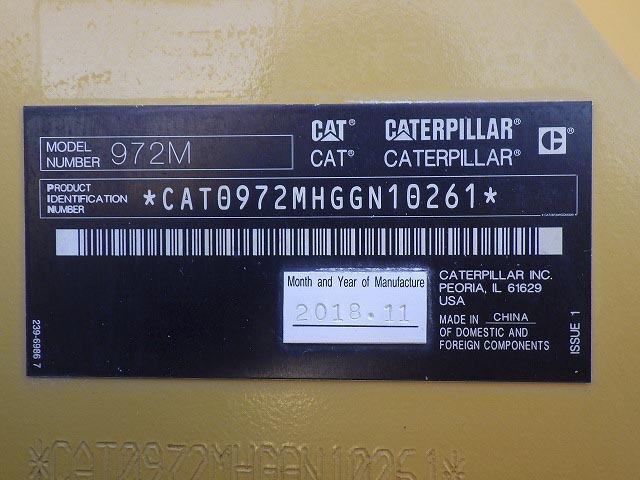 MODEL NUMBER 972M
CAT® CATERPILLAR®
CAT® CATERPILLAR®
PRODUCT IDENTIFICATION NUMBER *CAT0972MHGGN10261*
Month and Year of Manufacture
2018.11
CATERPILLAR INC.
PEORIA, IL 61629
USA
MADE IN CHINA
OF DOMESTIC AND
FOREIGN COMPONENTS
ISSUE 1
239-6986 7
*CAT0972MHGGN10261*